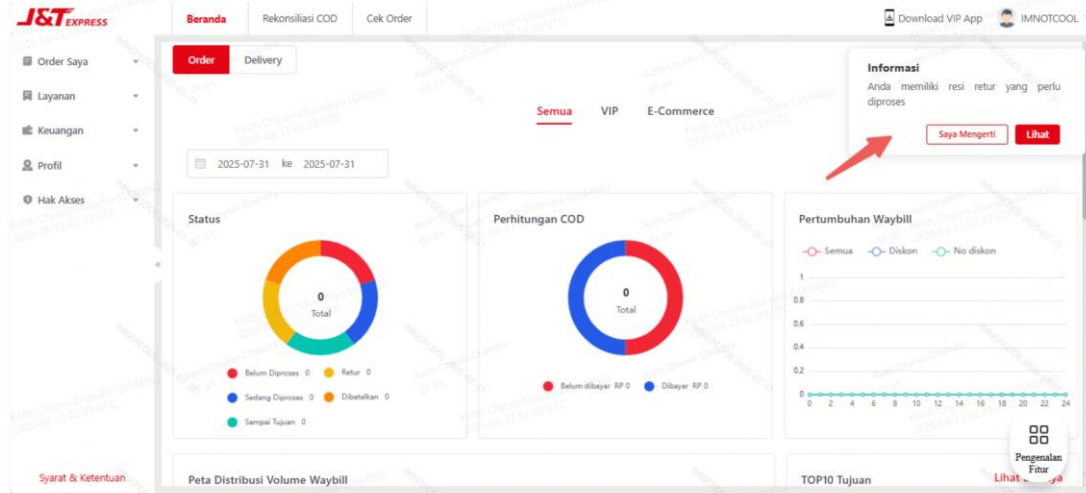 J&T EXPRESS
Beranda
Rekonsiliasi COD
Cek Order
Download VIP App
IMNOTCOOL
Order Saya
Layanan
Keuangan
Profil
Hak Akses
Syarat & Ketentuan
Order
Delivery
Informasi
Anda memiliki resi retur yang perlu
diproses
Saya Mengerti
Lihat
Semua
VIP
E-Commerce
2025-07-31 ke 2025-07-31
Status
0
Total
Belum Diproses 0
Retur 0
Sedang Diproses 0
Dibatalkan 0
Sampai Tujuan 0
Perhitungan COD
0
Total
Belum dibayar RP 0
Dibayar RP 0
Pertumbuhan Waybill
Semua
Diskon
No diskon
1
0.8
0.6
0.4
0.2
0
0 2 4 6 8 10 12 14 16 18 20 22 24
Pengenalan
Fitur
Peta Distribusi Volume Waybill
TOP10 Tujuan
Lihat